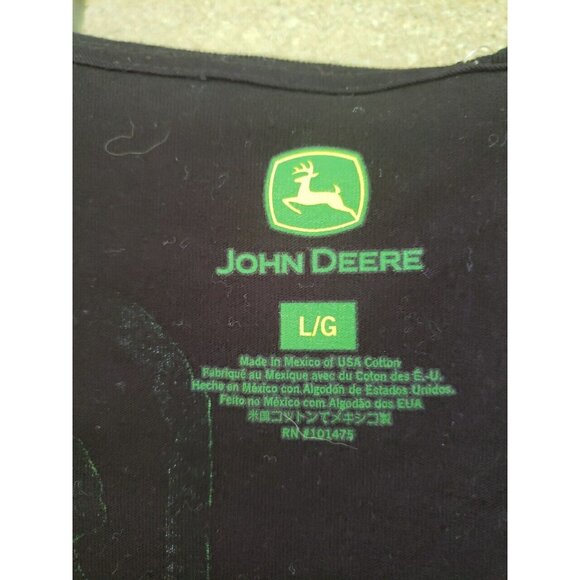 JOHN DEERE
L/G
Made in Mexico of USA Cotton
Fabriqué au Mexique avec du Coton des É.-U.
Hecho en México con Algodón de Estados Unidos.
Feito no México com Algodão dos EUA
米国コットンでメキシコ製
RN #101475